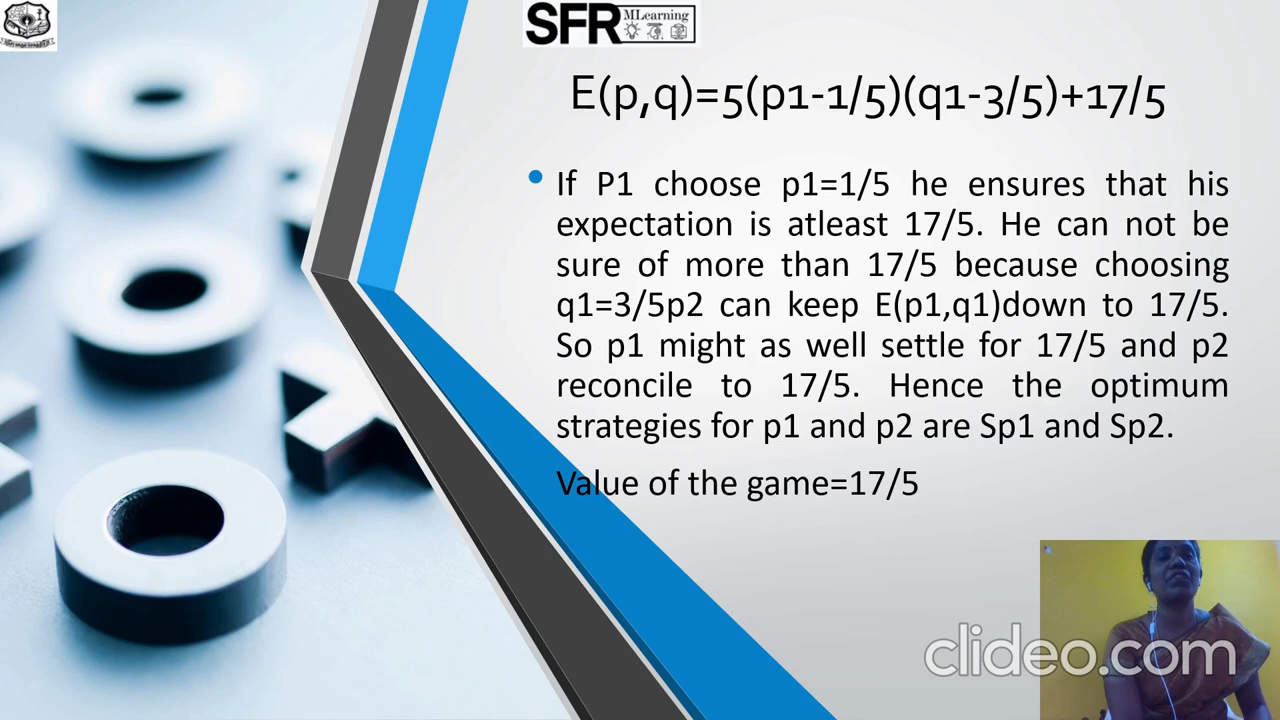 SFR MLearning
E(p,q)=5(p1-1/5)(q1-3/5)+17/5
If P1 choose p1=1/5 he ensures that his
expectation is atleast 17/5. He can not be
sure of more than 17/5 because choosing
q1=3/5p2 can keep E(p1,q1)down to 17/5.
So p1 might as well settle for 17/5 and p2
reconcile to 17/5. Hence the optimum
strategies for p1 and p2 are Sp1 and Sp2.
Value of the game=17/5
clideo.com